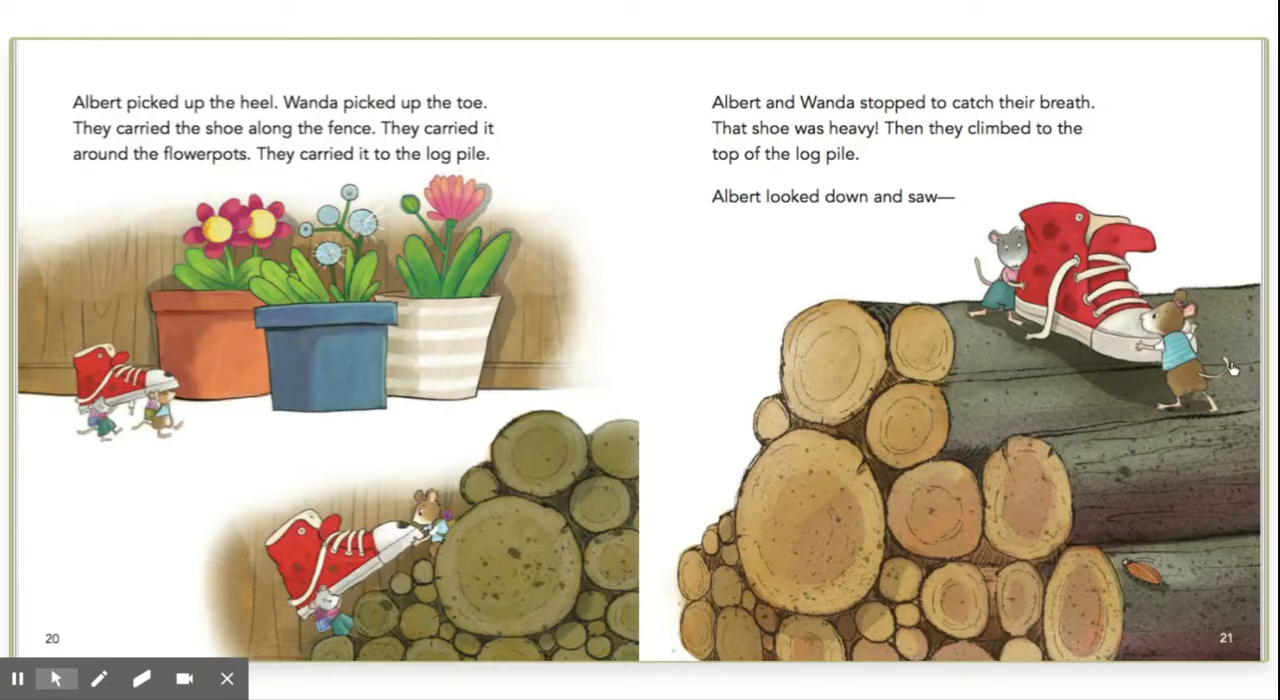 Albert picked up the heel. Wanda picked up the toe.
They carried the shoe along the fence. They carried it
around the flowerpots. They carried it to the log pile.
20
Albert and Wanda stopped to catch their breath.
That shoe was heavy! Then they climbed to the
top of the log pile.
Albert looked down and saw—
21